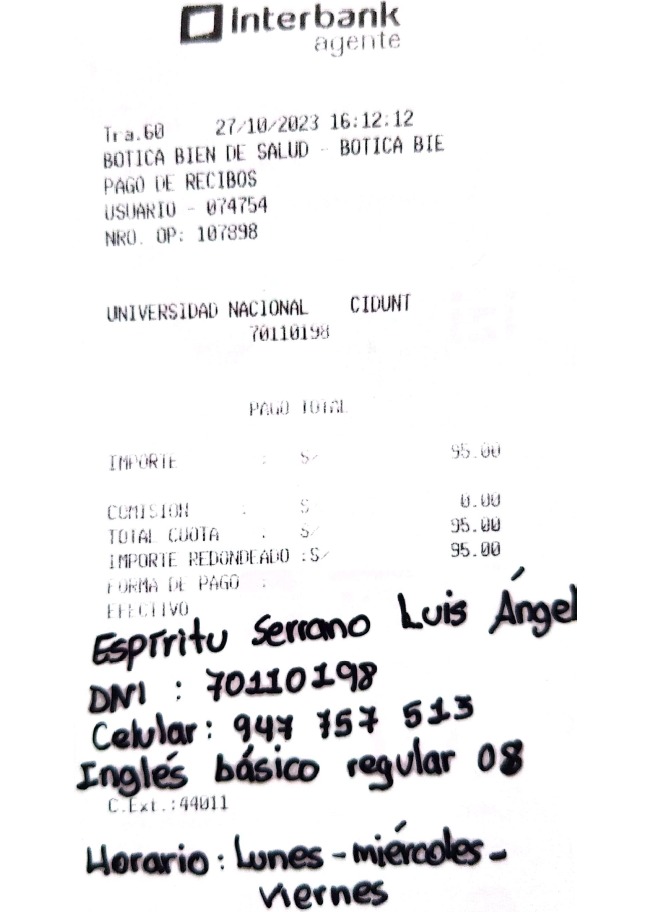 Interbank
agente
Tra.60 27/10/2023 16:12:12
BOTICA BIEN DE SALUD - BOTICA BIE
PAGO DE RECIBOS
USUARIO - 074754
NRO. OP: 107898
UNIVERSIDAD NACIONAL CIDUNT
70110198
PAGO TOTAL
IMPORTE : S/ 95.00
COMISION : S 0.00
TOTAL CUOTA . S/ 95.00
IMPORTE REDONDEADO :S/ 95.00
FORMA DE PAGO :
EFECTIVO
Espíritu Serrano Luis Ángel
DNI : 70110198
Celular: 947 757 513
Inglés básico regular 08
C.Ext.:44011
Horario: Lunes - miércoles -
viernes